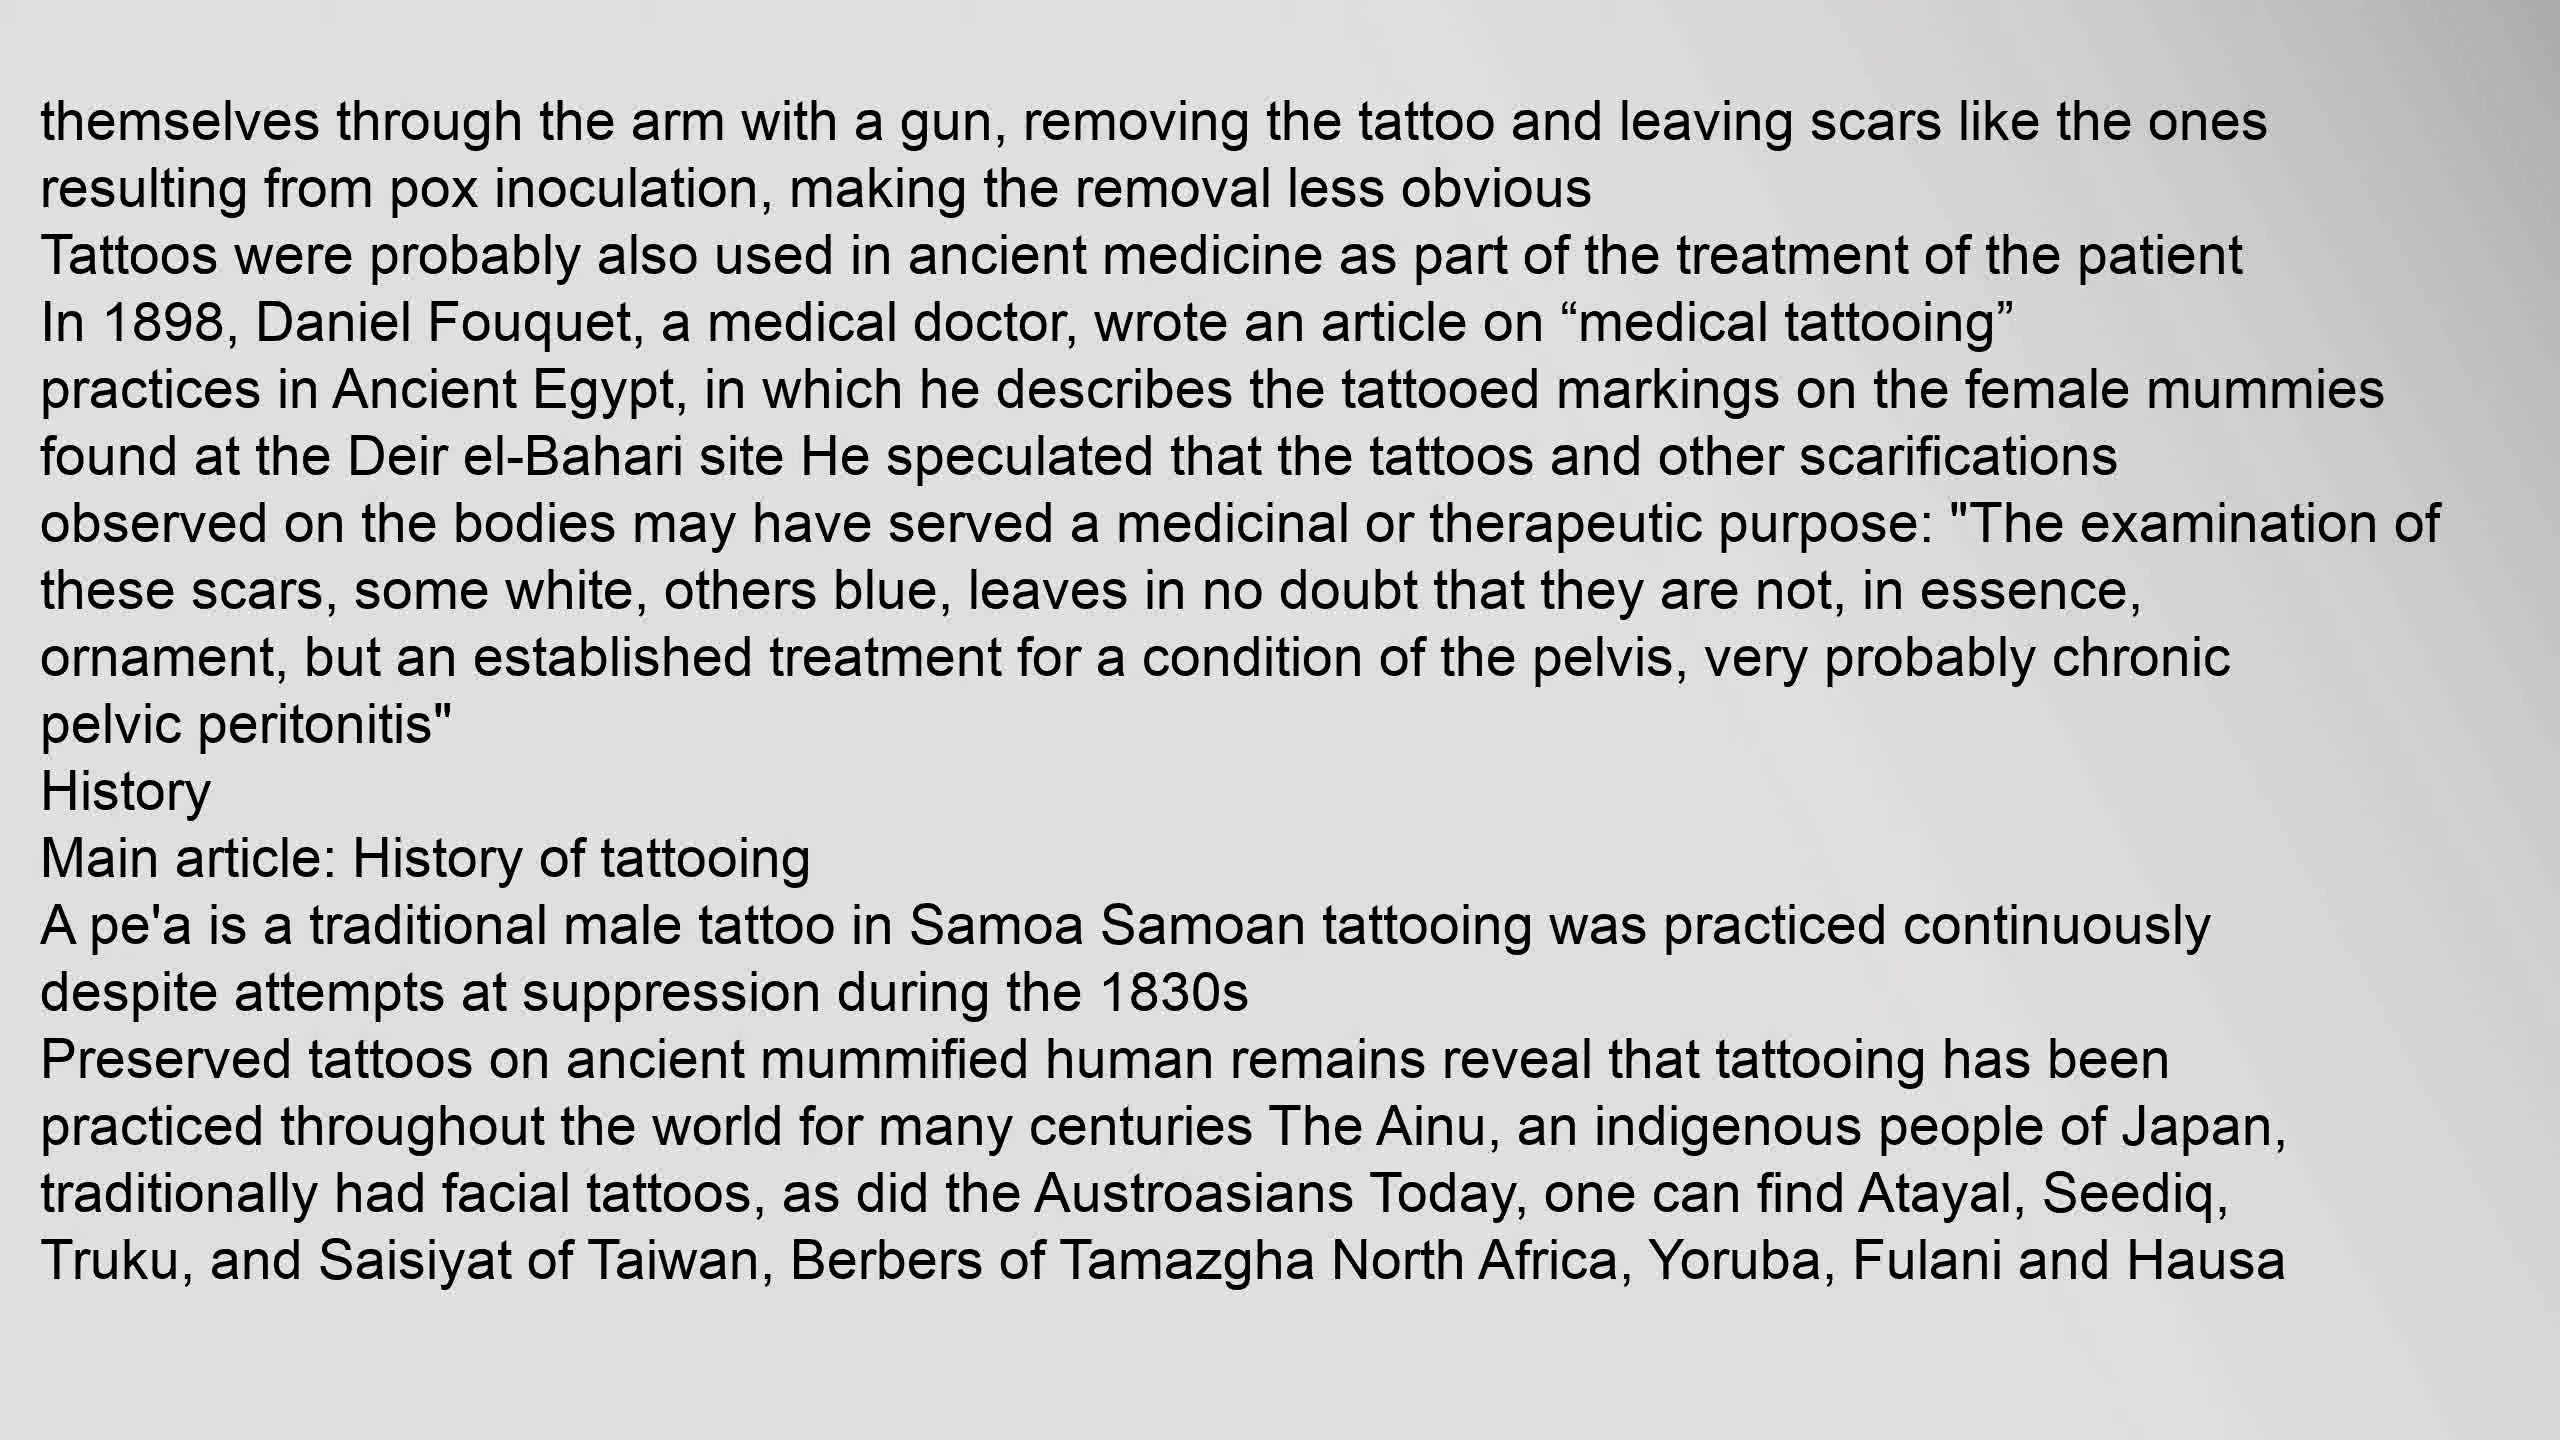 themselves through the arm with a gun, removing the tattoo and leaving scars like the ones
resulting from pox inoculation, making the removal less obvious
Tattoos were probably also used in ancient medicine as part of the treatment of the patient
In 1898, Daniel Fouquet, a medical doctor, wrote an article on “medical tattooing”
practices in Ancient Egypt, in which he describes the tattooed markings on the female mummies
found at the Deir el-Bahari site He speculated that the tattoos and other scarifications
observed on the bodies may have served a medicinal or therapeutic purpose: "The examination of
these scars, some white, others blue, leaves in no doubt that they are not, in essence,
ornament, but an established treatment for a condition of the pelvis, very probably chronic
pelvic peritonitis"
History
Main article: History of tattooing
A pe'a is a traditional male tattoo in Samoa Samoan tattooing was practiced continuously
despite attempts at suppression during the 1830s
Preserved tattoos on ancient mummified human remains reveal that tattooing has been
practiced throughout the world for many centuries The Ainu, an indigenous people of Japan,
traditionally had facial tattoos, as did the Austroasians Today, one can find Atayal, Seediq,
Truku, and Saisiyat of Taiwan, Berbers of Tamazgha North Africa, Yoruba, Fulani and Hausa